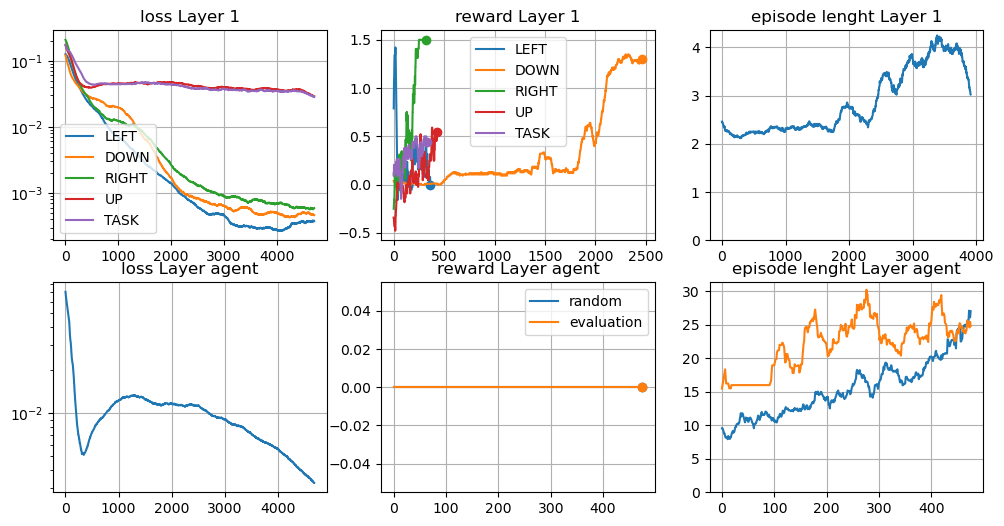 loss Layer 1
10⁻¹
10⁻²
10⁻³
LEFT
DOWN
RIGHT
UP
TASK
0 1000 2000 3000 4000
reward Layer 1
1.5
1.0
0.5
0.0
−0.5
LEFT
DOWN
RIGHT
UP
TASK
0 500 1000 1500 2000 2500
episode lenght Layer 1
4
3
2
1
0
0 1000 2000 3000 4000
loss Layer agent
10⁻²
0 1000 2000 3000 4000
reward Layer agent
0.04
0.02
0.00
−0.02
−0.04
random
evaluation
0 100 200 300 400
episode lenght Layer agent
30
25
20
15
10
5
0
0 100 200 300 400